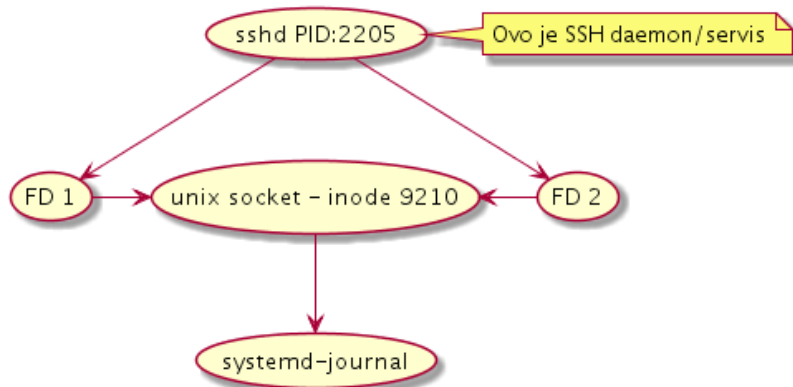 sshd PID:2205
Ovo je SSH daemon/servis
FD 1
unix socket - inode 9210
FD 2
systemd-journal